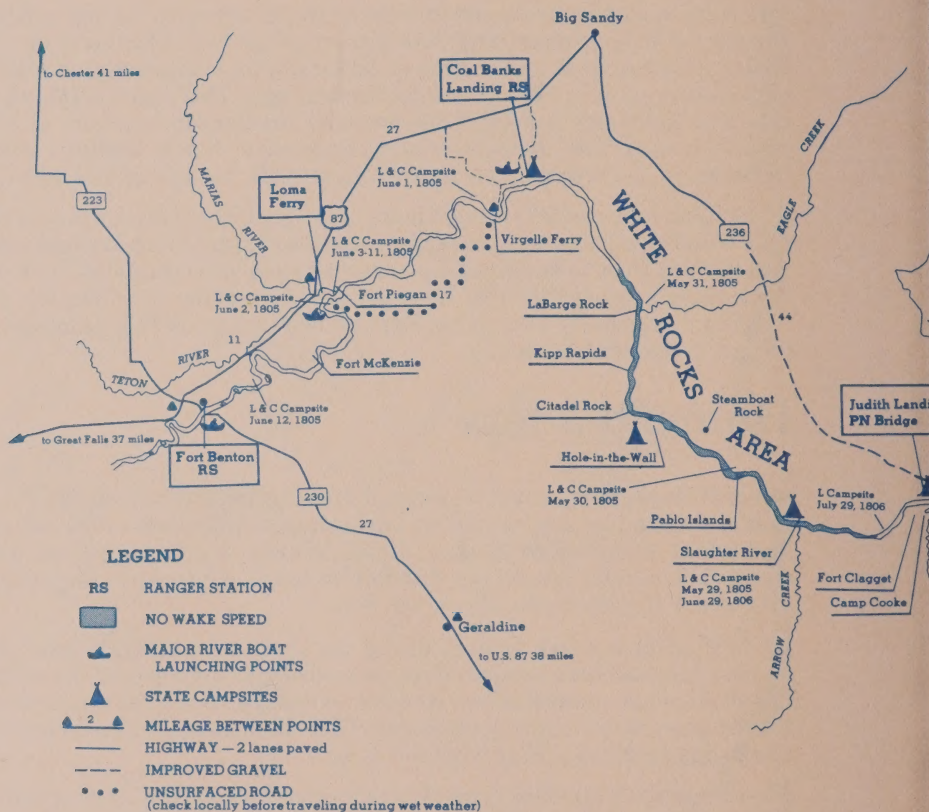 Big Sandy
to Chester 41 miles
Coal Banks
Landing RS
27
MARIAS
RIVER
L & C Campsite
June 1, 1805
CREEK
EAGLE
223
Loma
Ferry
87
WHITE
ROCKS
AREA
236
Virgelle Ferry
L & C Campsite
June 3-11, 1805
L & C Campsite
May 31, 1805
L & C Campsite
June 2, 1805
Fort Piegan
17
LaBarge Rock
44
11
RIVER
TETON
Fort McKenzie
Kipp Rapids
Steamboat
Rock
L & C Campsite
June 12, 1805
Citadel Rock
Judith Landi
PN Bridge
to Great Falls 37 miles
Fort Benton
RS
Hole-in-the-Wall
L & C Campsite
May 30, 1805
L Campsite
July 29, 1806
230
Pablo Islands
27
Slaughter River
L & C Campsite
May 29, 1805
June 29, 1806
Fort Clagget
Camp Cooke
CREEK
ARROW
Geraldine
to U.S. 87 38 miles
LEGEND
RS RANGER STATION
NO WAKE SPEED
MAJOR RIVER BOAT
LAUNCHING POINTS
STATE CAMPSITES
2 MILEAGE BETWEEN POINTS
HIGHWAY — 2 lanes paved
IMPROVED GRAVEL
UNSURFACED ROAD
(check locally before traveling during wet weather)